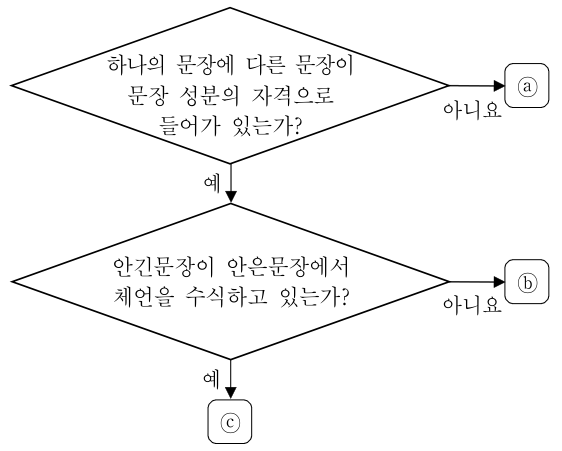 하나의 문장에 다른 문장이
문장 성분의 자격으로
들어가 있는가?
ⓐ
아니요
예
안긴문장이 안은문장에서
체언을 수식하고 있는가?
ⓑ
아니요
예
ⓒ